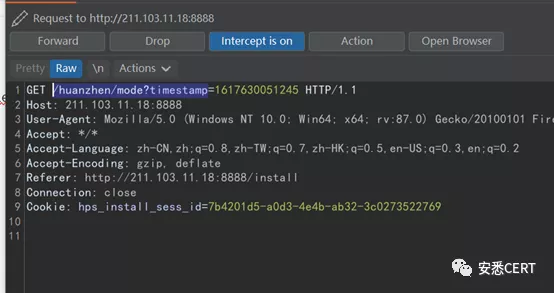 Request to http://211.103.11.18:8888
Forward Drop Intercept is on Action Open Browser
Pretty Raw \n Actions
1 GET /huanzhen/mode?timestamp=1617630051245 HTTP/1.1
2 Host: 211.103.11.18:8888
3 User-Agent: Mozilla/5.0 (Windows NT 10.0; Win64; x64; rv:87.0) Gecko/20100101 Firefo
4 Accept: */*
5 Accept-Language: zh-CN,zh;q=0.8,zh-TW;q=0.7,zh-HK;q=0.5,en-US;q=0.3,en;q=0.2
6 Accept-Encoding: gzip, deflate
7 Referer: http://211.103.11.18:8888/install
8 Connection: close
9 Cookie: hps_install_sess_id=7b4201d5-a0d3-4e4b-ab32-3c0273522769
10
11
安悉CERT